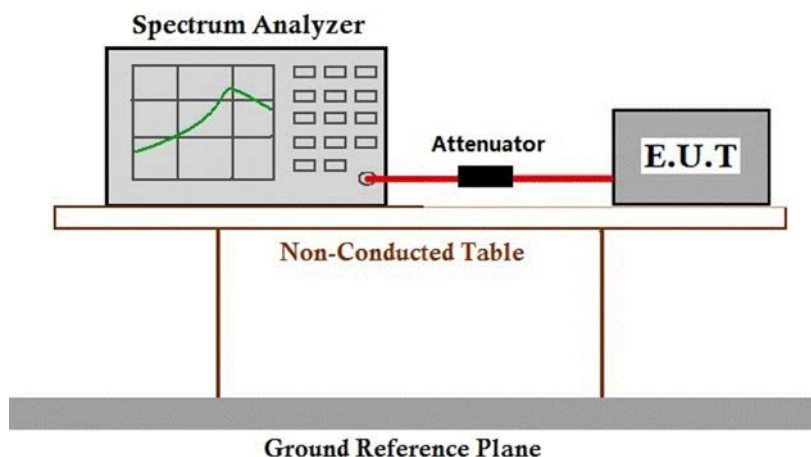 Spectrum Analyzer
Attenuator
E.U.T
Non-Conducted Table
Ground Reference Plane